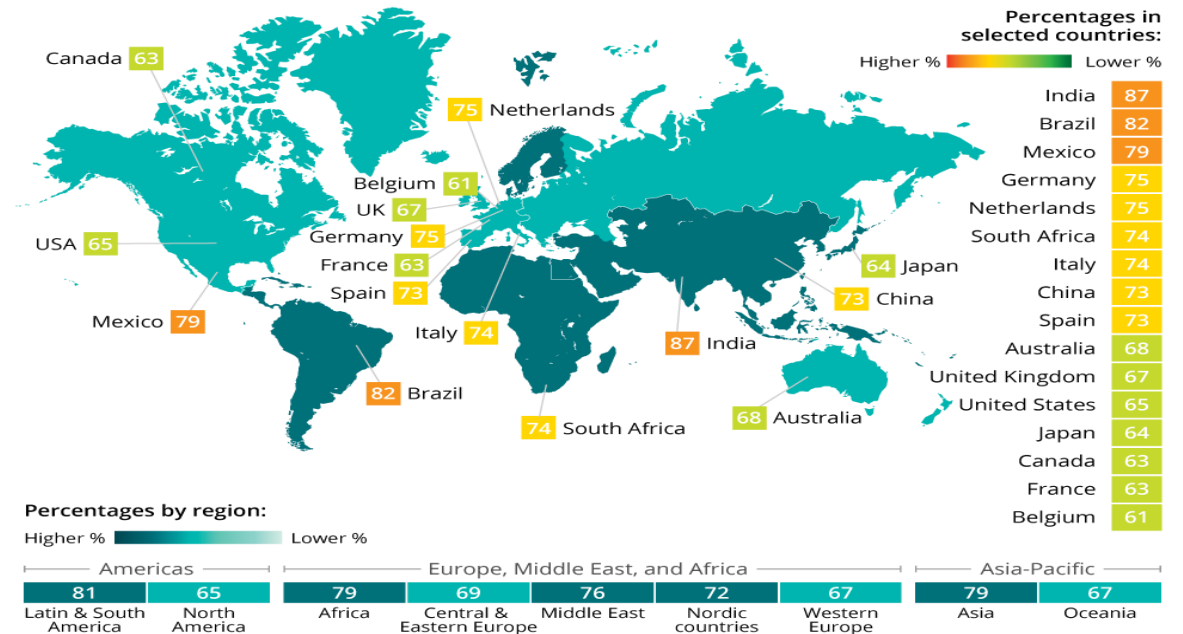 Percentages in
selected countries:
Higher % Lower %
Canada 63
75 Netherlands
Belgium 61
UK 67
Germany 75
USA 65
France 63
Spain 73
Mexico 79
Italy 74
82 Brazil
74 South Africa
87 India
73 China
64 Japan
68 Australia
India 87
Brazil 82
Mexico 79
Germany 75
Netherlands 75
South Africa 74
Italy 74
China 73
Spain 73
Australia 68
United Kingdom 67
United States 65
Japan 64
Canada 63
France 63
Belgium 61
Percentages by region:
Higher % Lower %
Americas Europe, Middle East, and Africa Asia-Pacific
81 65 79 69 76 72 67 79 67
Latin & South North Africa Central & Middle East Nordic Western Asia Oceania
America America Eastern Europe countries Europe